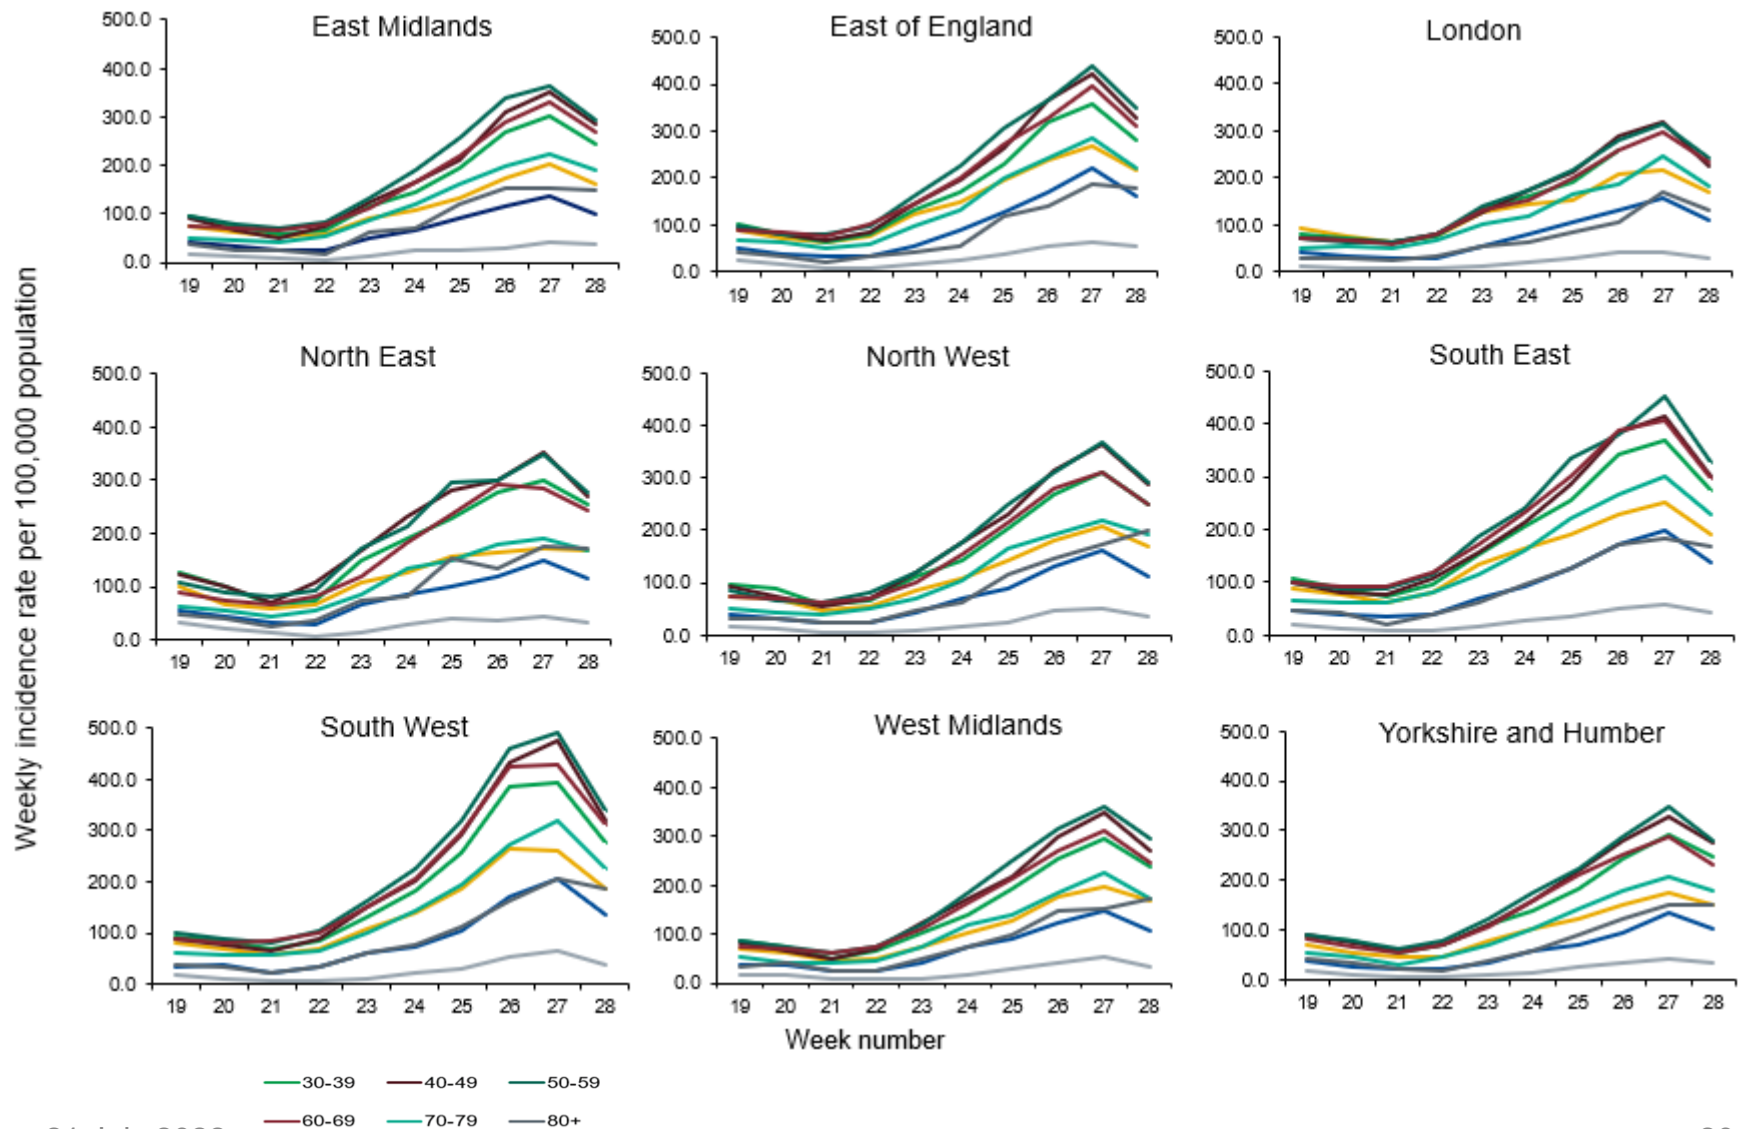 East Midlands
500.0
400.0
300.0
200.0
100.0
0.0
19 20 21 22 23 24 25 26 27 28
East of England
500.0
400.0
300.0
200.0
100.0
0.0
19 20 21 22 23 24 25 26 27 28
London
500.0
400.0
300.0
200.0
100.0
0.0
19 20 21 22 23 24 25 26 27 28
Weekly incidence rate per 100,000 population
North East
500.0
400.0
300.0
200.0
100.0
0.0
19 20 21 22 23 24 25 26 27 28
North West
500.0
400.0
300.0
200.0
100.0
0.0
19 20 21 22 23 24 25 26 27 28
South East
500.0
400.0
300.0
200.0
100.0
0.0
19 20 21 22 23 24 25 26 27 28
South West
500.0
400.0
300.0
200.0
100.0
0.0
19 20 21 22 23 24 25 26 27 28
West Midlands
500.0
400.0
300.0
200.0
100.0
0.0
19 20 21 22 23 24 25 26 27 28
Yorkshire and Humber
500.0
400.0
300.0
200.0
100.0
0.0
19 20 21 22 23 24 25 26 27 28
Week number
30-39 40-49 50-59
60-69 70-79 80+